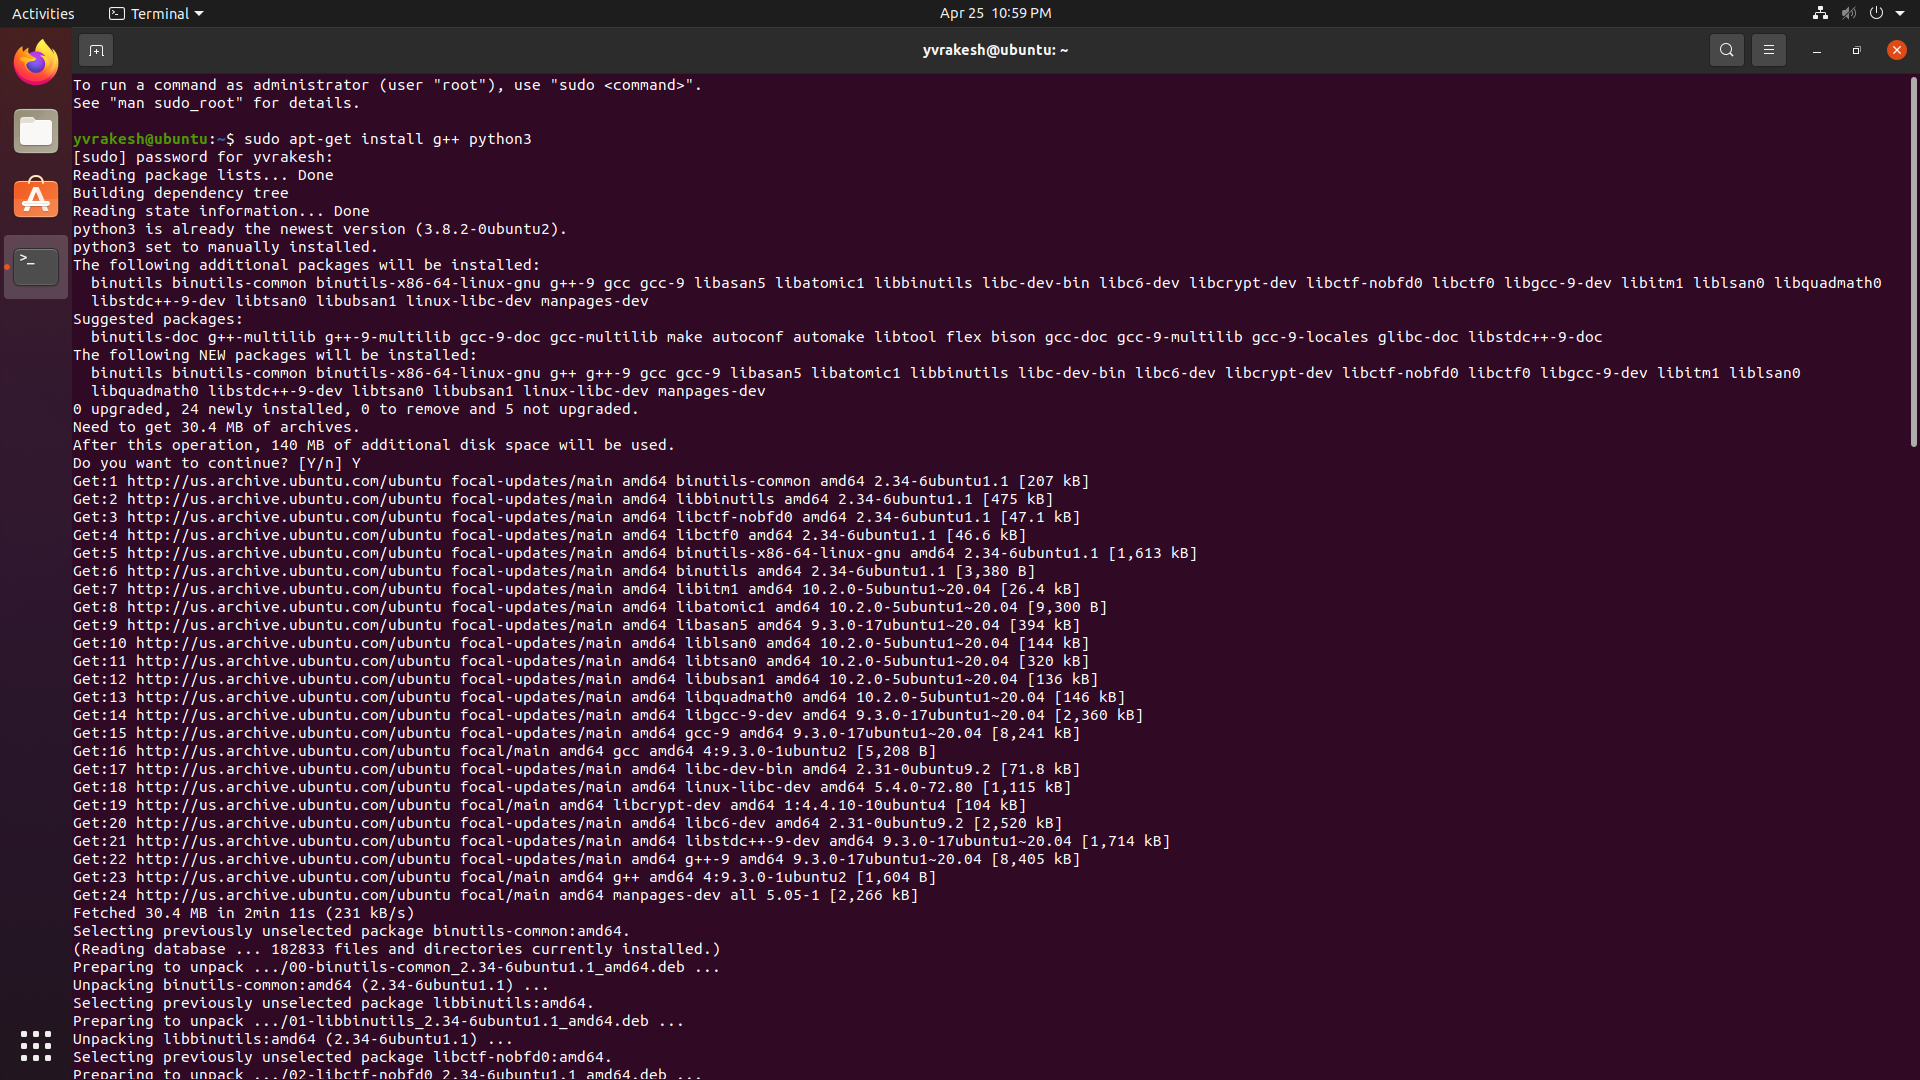 Activities
Terminal
Apr 25 10:59 PM
yvrakesh@ubuntu: ~
To run a command as administrator (user "root"), use "sudo <command>".
See "man sudo_root" for details.
yvrakesh@ubuntu:~$ sudo apt-get install g++ python3
[sudo] password for yvrakesh:
Reading package lists... Done
Building dependency tree
Reading state information... Done
python3 is already the newest version (3.8.2-0ubuntu2).
python3 set to manually installed.
The following additional packages will be installed:
binutils binutils-common binutils-x86-64-linux-gnu g++-9 gcc gcc-9 libasan5 libatomic1 libbinutils libc-dev-bin libc6-dev libcrypt-dev libctf-nobfd0 libctf0 libgcc-9-dev libitm1 liblsan0 libquadmath0
libstdc++-9-dev libtsan0 libubsan1 linux-libc-dev manpages-dev
Suggested packages:
binutils-doc g++-multilib g++-9-multilib gcc-9-doc gcc-multilib make autoconf automake libtool flex bison gcc-doc gcc-9-multilib gcc-9-locales glibc-doc libstdc++-9-doc
The following NEW packages will be installed:
binutils binutils-common binutils-x86-64-linux-gnu g++ g++-9 gcc gcc-9 libasan5 libatomic1 libbinutils libc-dev-bin libc6-dev libcrypt-dev libctf-nobfd0 libctf0 libgcc-9-dev libitm1 liblsan0
libquadmath0 libstdc++-9-dev libtsan0 libubsan1 linux-libc-dev manpages-dev
0 upgraded, 24 newly installed, 0 to remove and 5 not upgraded.
Need to get 30.4 MB of archives.
After this operation, 140 MB of additional disk space will be used.
Do you want to continue? [Y/n] Y
Get:1 http://us.archive.ubuntu.com/ubuntu focal-updates/main amd64 binutils-common amd64 2.34-6ubuntu1.1 [207 kB]
Get:2 http://us.archive.ubuntu.com/ubuntu focal-updates/main amd64 libbinutils amd64 2.34-6ubuntu1.1 [475 kB]
Get:3 http://us.archive.ubuntu.com/ubuntu focal-updates/main amd64 libctf-nobfd0 amd64 2.34-6ubuntu1.1 [47.1 kB]
Get:4 http://us.archive.ubuntu.com/ubuntu focal-updates/main amd64 libctf0 amd64 2.34-6ubuntu1.1 [46.6 kB]
Get:5 http://us.archive.ubuntu.com/ubuntu focal-updates/main amd64 binutils-x86-64-linux-gnu amd64 2.34-6ubuntu1.1 [1,613 kB]
Get:6 http://us.archive.ubuntu.com/ubuntu focal-updates/main amd64 binutils amd64 2.34-6ubuntu1.1 [3,380 B]
Get:7 http://us.archive.ubuntu.com/ubuntu focal-updates/main amd64 libitm1 amd64 10.2.0-5ubuntu1~20.04 [26.4 kB]
Get:8 http://us.archive.ubuntu.com/ubuntu focal-updates/main amd64 libatomic1 amd64 10.2.0-5ubuntu1~20.04 [9,300 B]
Get:9 http://us.archive.ubuntu.com/ubuntu focal-updates/main amd64 libasan5 amd64 9.3.0-17ubuntu1~20.04 [394 kB]
Get:10 http://us.archive.ubuntu.com/ubuntu focal-updates/main amd64 liblsan0 amd64 10.2.0-5ubuntu1~20.04 [144 kB]
Get:11 http://us.archive.ubuntu.com/ubuntu focal-updates/main amd64 libtsan0 amd64 10.2.0-5ubuntu1~20.04 [320 kB]
Get:12 http://us.archive.ubuntu.com/ubuntu focal-updates/main amd64 libubsan1 amd64 10.2.0-5ubuntu1~20.04 [136 kB]
Get:13 http://us.archive.ubuntu.com/ubuntu focal-updates/main amd64 libquadmath0 amd64 10.2.0-5ubuntu1~20.04 [146 kB]
Get:14 http://us.archive.ubuntu.com/ubuntu focal-updates/main amd64 libgcc-9-dev amd64 9.3.0-17ubuntu1~20.04 [2,360 kB]
Get:15 http://us.archive.ubuntu.com/ubuntu focal-updates/main amd64 gcc-9 amd64 9.3.0-17ubuntu1~20.04 [8,241 kB]
Get:16 http://us.archive.ubuntu.com/ubuntu focal/main amd64 gcc amd64 4:9.3.0-1ubuntu2 [5,208 B]
Get:17 http://us.archive.ubuntu.com/ubuntu focal-updates/main amd64 libc-dev-bin amd64 2.31-0ubuntu9.2 [71.8 kB]
Get:18 http://us.archive.ubuntu.com/ubuntu focal-updates/main amd64 linux-libc-dev amd64 5.4.0-72.80 [1,115 kB]
Get:19 http://us.archive.ubuntu.com/ubuntu focal/main amd64 libcrypt-dev amd64 1:4.4.10-10ubuntu4 [104 kB]
Get:20 http://us.archive.ubuntu.com/ubuntu focal-updates/main amd64 libc6-dev amd64 2.31-0ubuntu9.2 [2,520 kB]
Get:21 http://us.archive.ubuntu.com/ubuntu focal-updates/main amd64 libstdc++-9-dev amd64 9.3.0-17ubuntu1~20.04 [1,714 kB]
Get:22 http://us.archive.ubuntu.com/ubuntu focal-updates/main amd64 g++-9 amd64 9.3.0-17ubuntu1~20.04 [8,405 kB]
Get:23 http://us.archive.ubuntu.com/ubuntu focal/main amd64 g++ amd64 4:9.3.0-1ubuntu2 [1,604 B]
Get:24 http://us.archive.ubuntu.com/ubuntu focal/main amd64 manpages-dev all 5.05-1 [2,266 kB]
Fetched 30.4 MB in 2min 11s (231 kB/s)
Selecting previously unselected package binutils-common:amd64.
(Reading database ... 182833 files and directories currently installed.)
Preparing to unpack .../00-binutils-common_2.34-6ubuntu1.1_amd64.deb ...
Unpacking binutils-common:amd64 (2.34-6ubuntu1.1) ...
Selecting previously unselected package libbinutils:amd64.
Preparing to unpack .../01-libbinutils_2.34-6ubuntu1.1_amd64.deb ...
Unpacking libbinutils:amd64 (2.34-6ubuntu1.1) ...
Selecting previously unselected package libctf-nobfd0:amd64.
Preparing to unpack .../02-libctf-nobfd0_2.34-6ubuntu1.1_amd64.deb ...